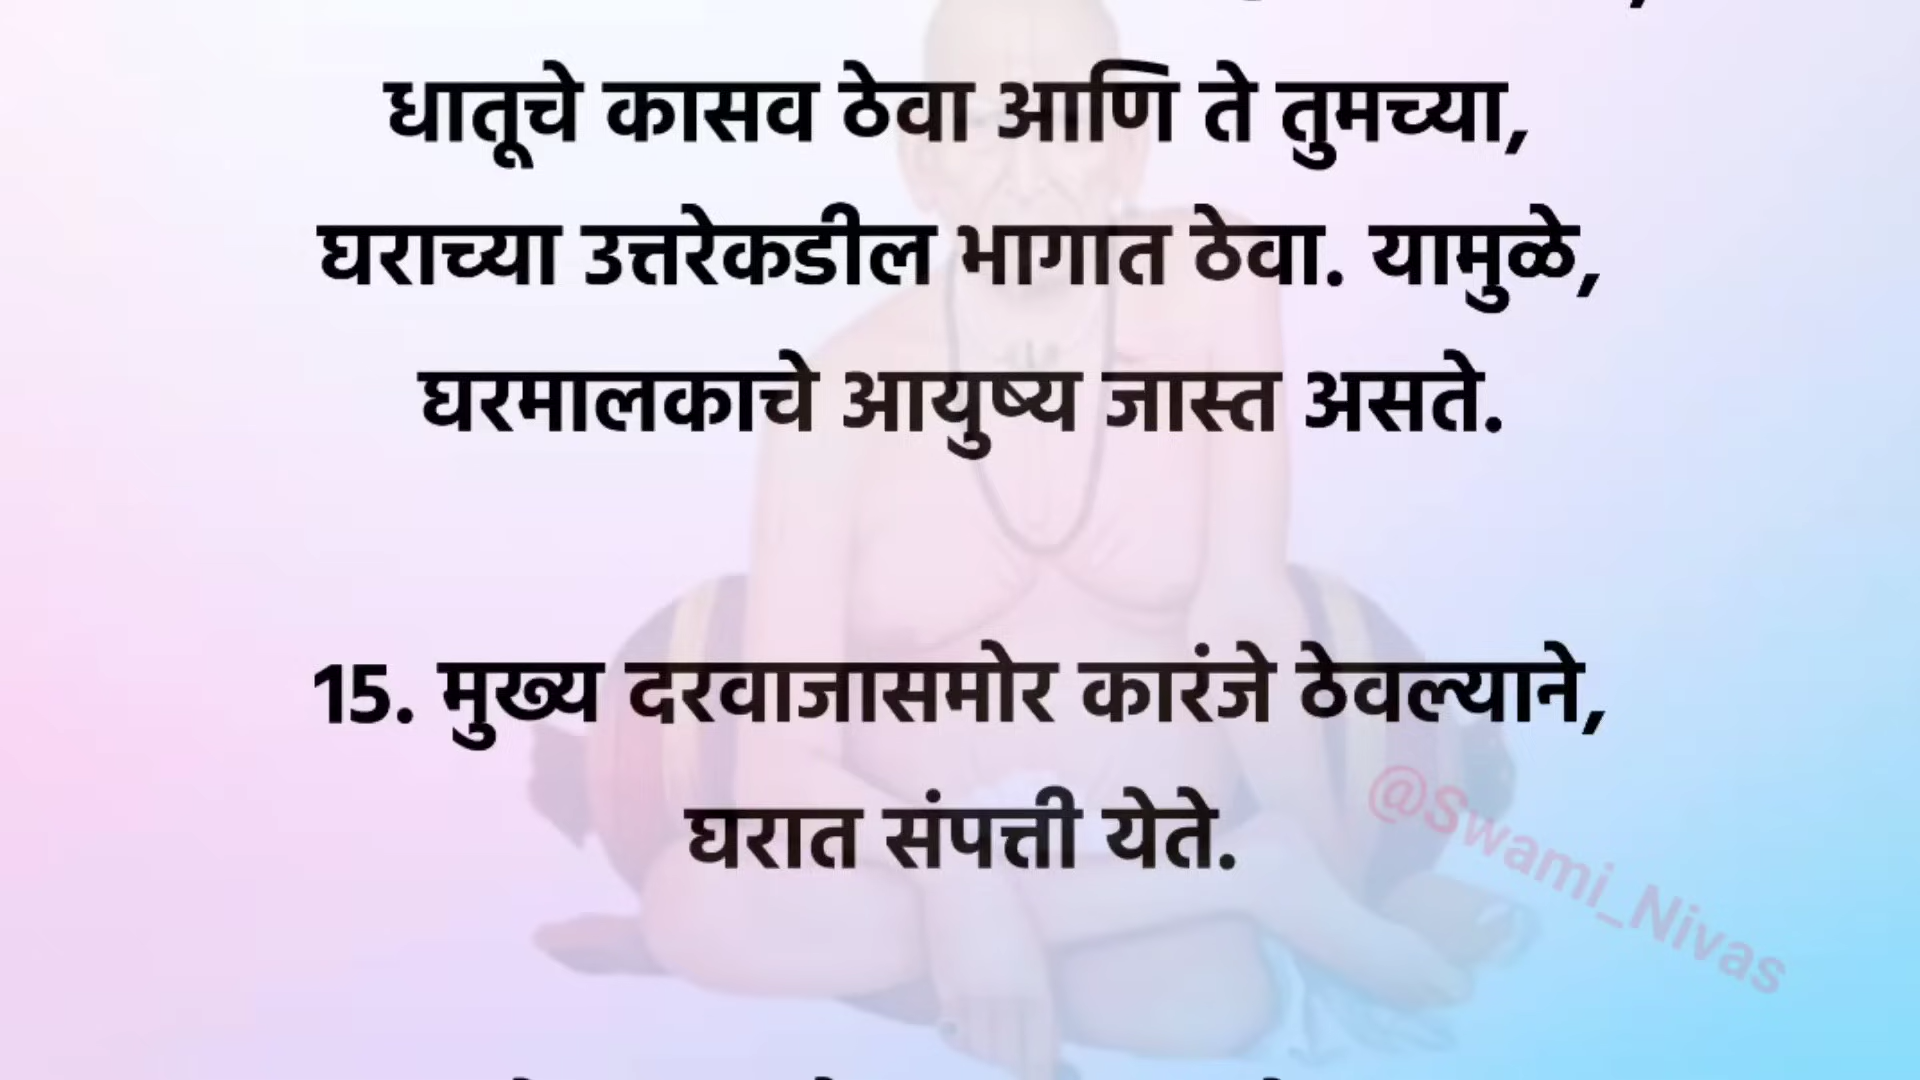 धातूचे कासव ठेवा आणि ते तुमच्या,
घराच्या उत्तरेकडील भागात ठेवा. यामुळे,
घरमालकाचे आयुष्य जास्त असते.
15. मुख्य दरवाजासमोर कारंजे ठेवल्याने,
घरात संपत्ती येते.
@Swami_Nivas